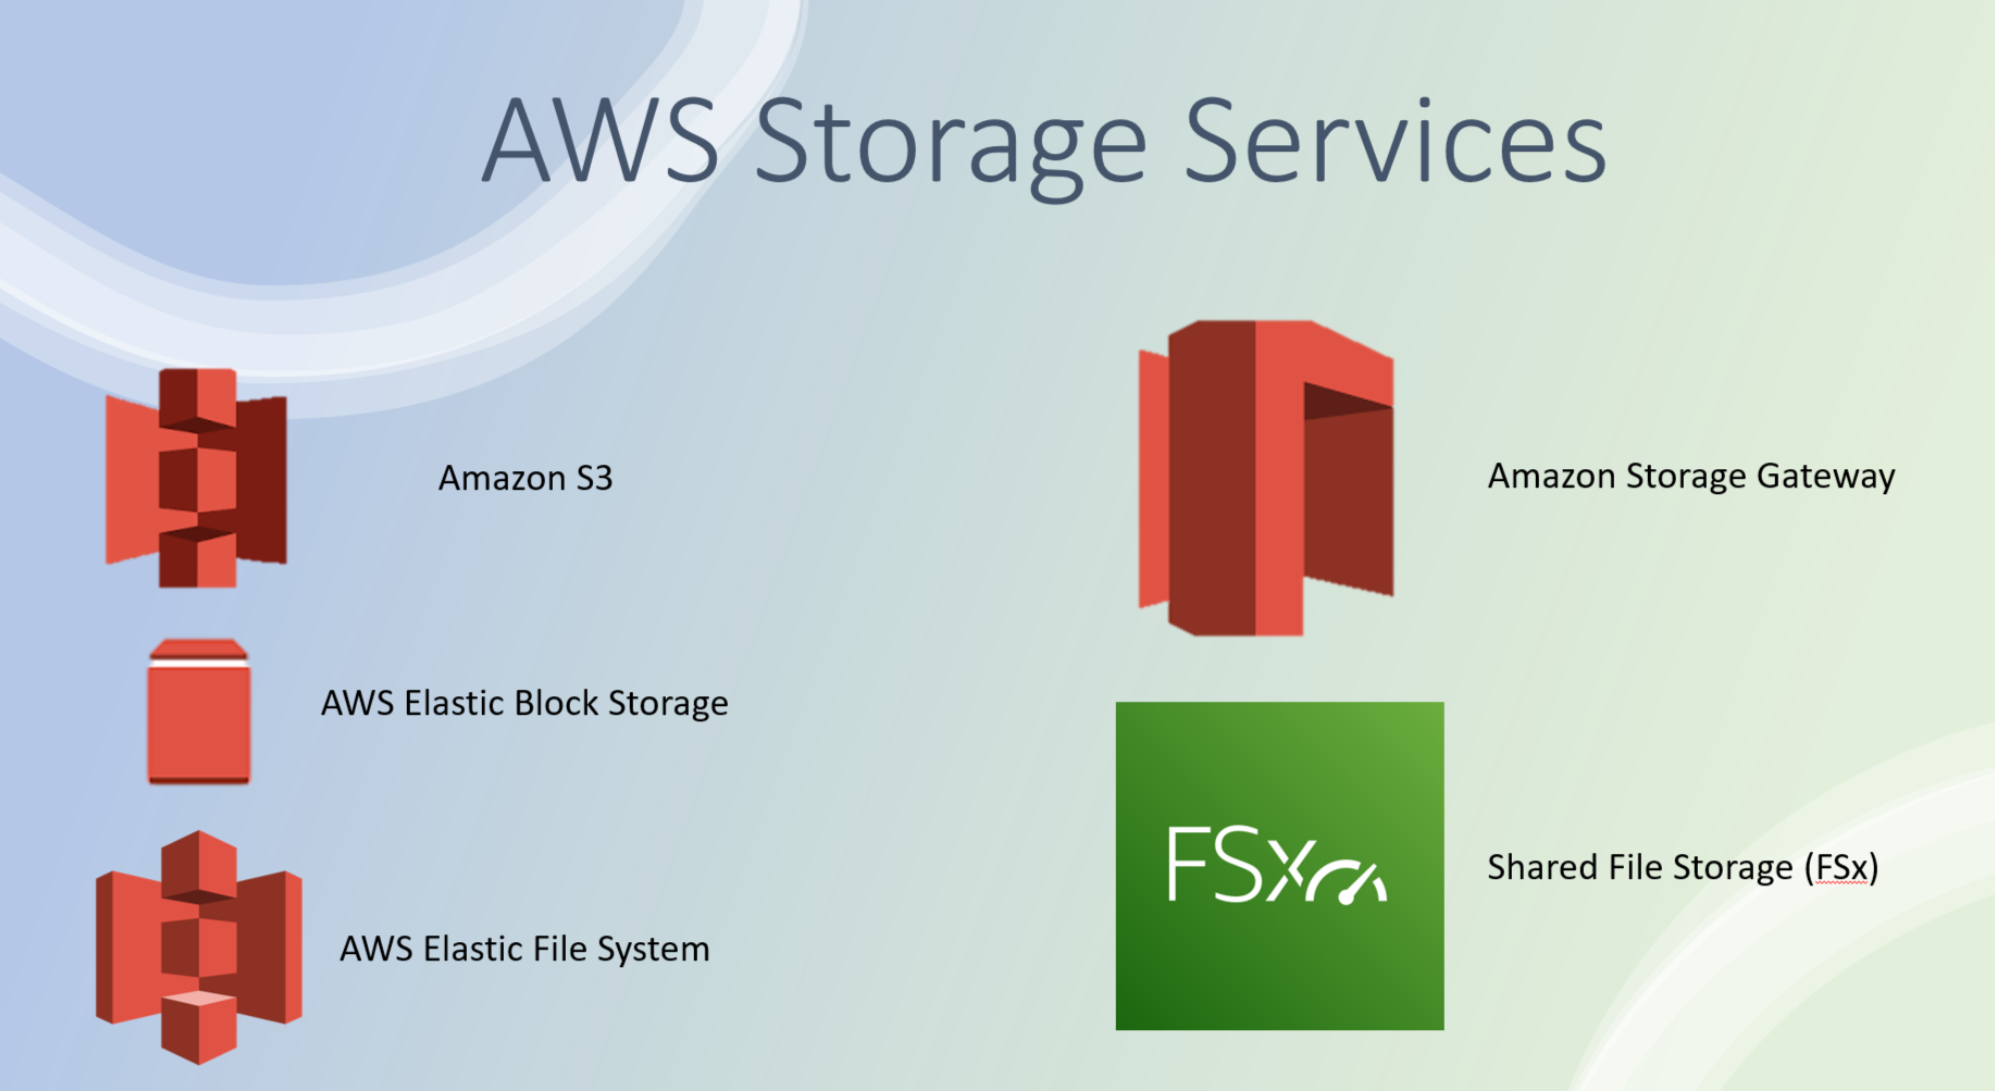 AWS Storage Services
Amazon S3
AWS Elastic Block Storage
AWS Elastic File System
Amazon Storage Gateway
FSx
Shared File Storage (FSx)